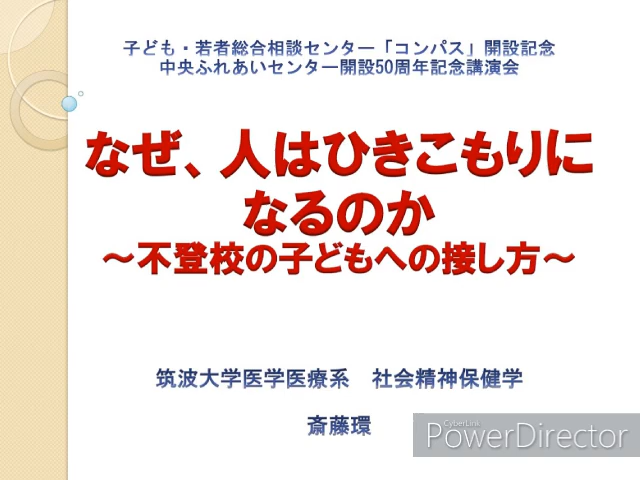 子ども・若者総合相談センター「コンパス」開設記念
中央ふれあいセンター開設50周年記念講演会
なぜ、人はひきこもりに
なるのか
～不登校の子どもへの接し方～
筑波大学医学医療系　社会精神保健学
斎藤環
CyberLink
PowerDirector